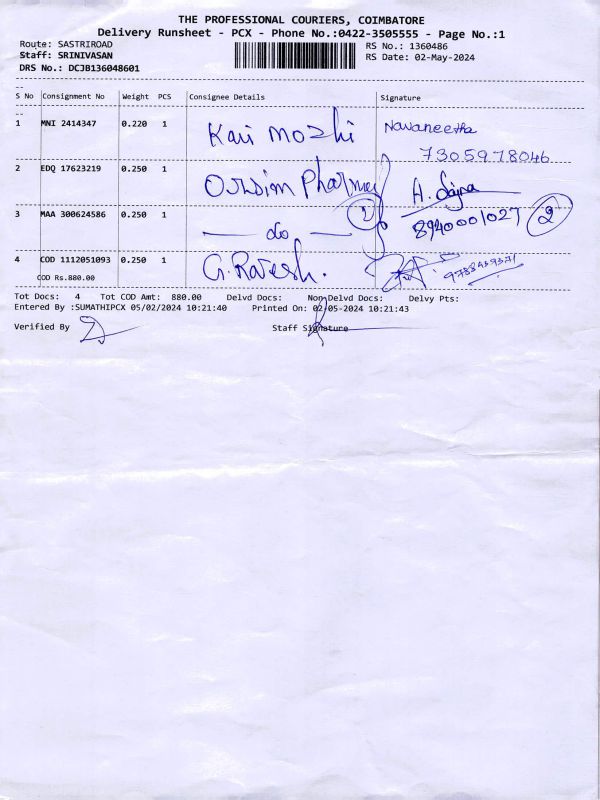 THE PROFESSIONAL COURIERS, COIMBATORE
Delivery Runsheet - PCX - Phone No.:0422-3505555 - Page No.:1
Route: SASTRIROAD
RS No.: 1360486
Staff: SRINIVASAN
RS Date: 02-May-2024
DRS No.: DCJB136048601
S No Consignment No Weight PCS Consignee Details Signature
1 MNI 2414347 0.220 1 Kavi mozhi Navaneetha
7305978046
2 EDQ 17623219 0.250 1 Pharmay A. Sajna
3 MAA 300624586 0.250 1 — do — 2 8940001027 2
4 COD 1112051093 0.250 1 G. Ravesh.
COD Rs.880.00
Tot Docs: 4 Tot COD Amt: 880.00 Delvd Docs: Non-Delvd Docs: Delvy Pts:
Entered By :SUMATHIPCX 05/02/2024 10:21:40 Printed On: 02-05-2024 10:21:43
Verified By Staff Signature